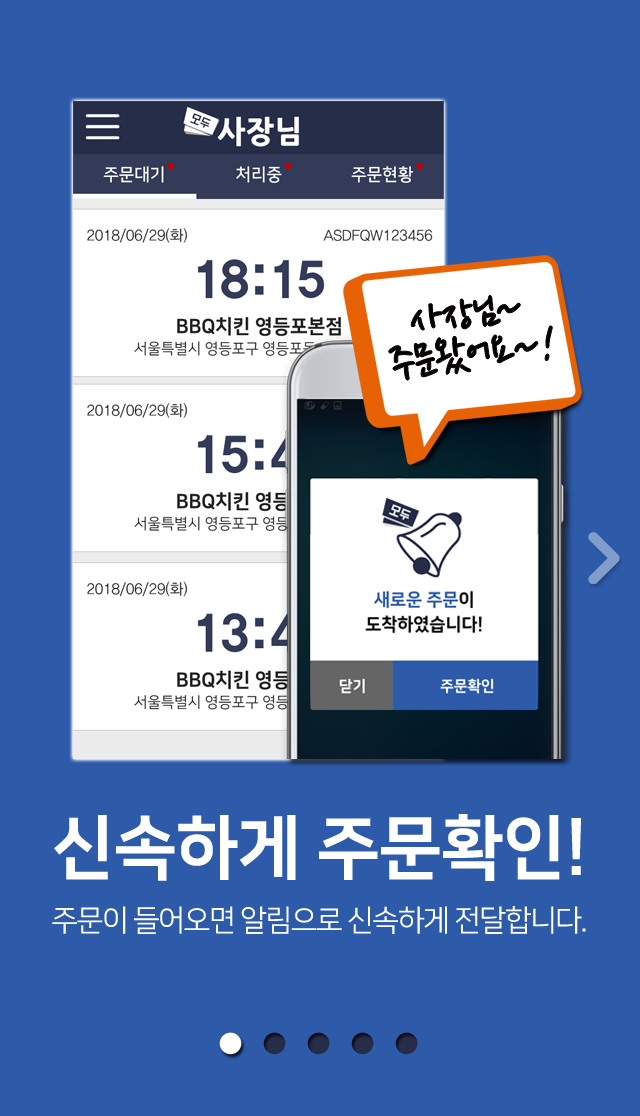 모두 사장님
주문대기 처리중 주문현황
2018/06/29(화) ASDFQW123456
18:15
BBQ치킨 영등포본점
서울특별시 영등포구 영등포동
2018/06/29(화)
15:4
BBQ치킨 영등
서울특별시 영등포구 영등
2018/06/29(화)
13:4
BBQ치킨 영등
서울특별시 영등포구 영등
사장님~
주문왔어요~!
모두
새로운 주문이
도착하였습니다!
닫기 주문확인
신속하게 주문확인!
주문이 들어오면 알림으로 신속하게 전달합니다.